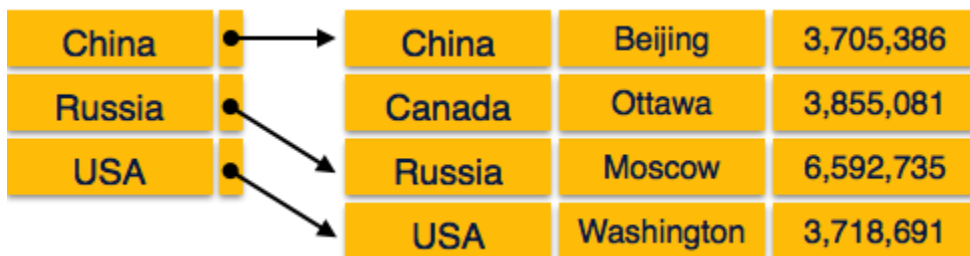 China China Beijing 3,705,386
Canada Ottawa 3,855,081
Russia Russia Moscow 6,592,735
USA USA Washington 3,718,691